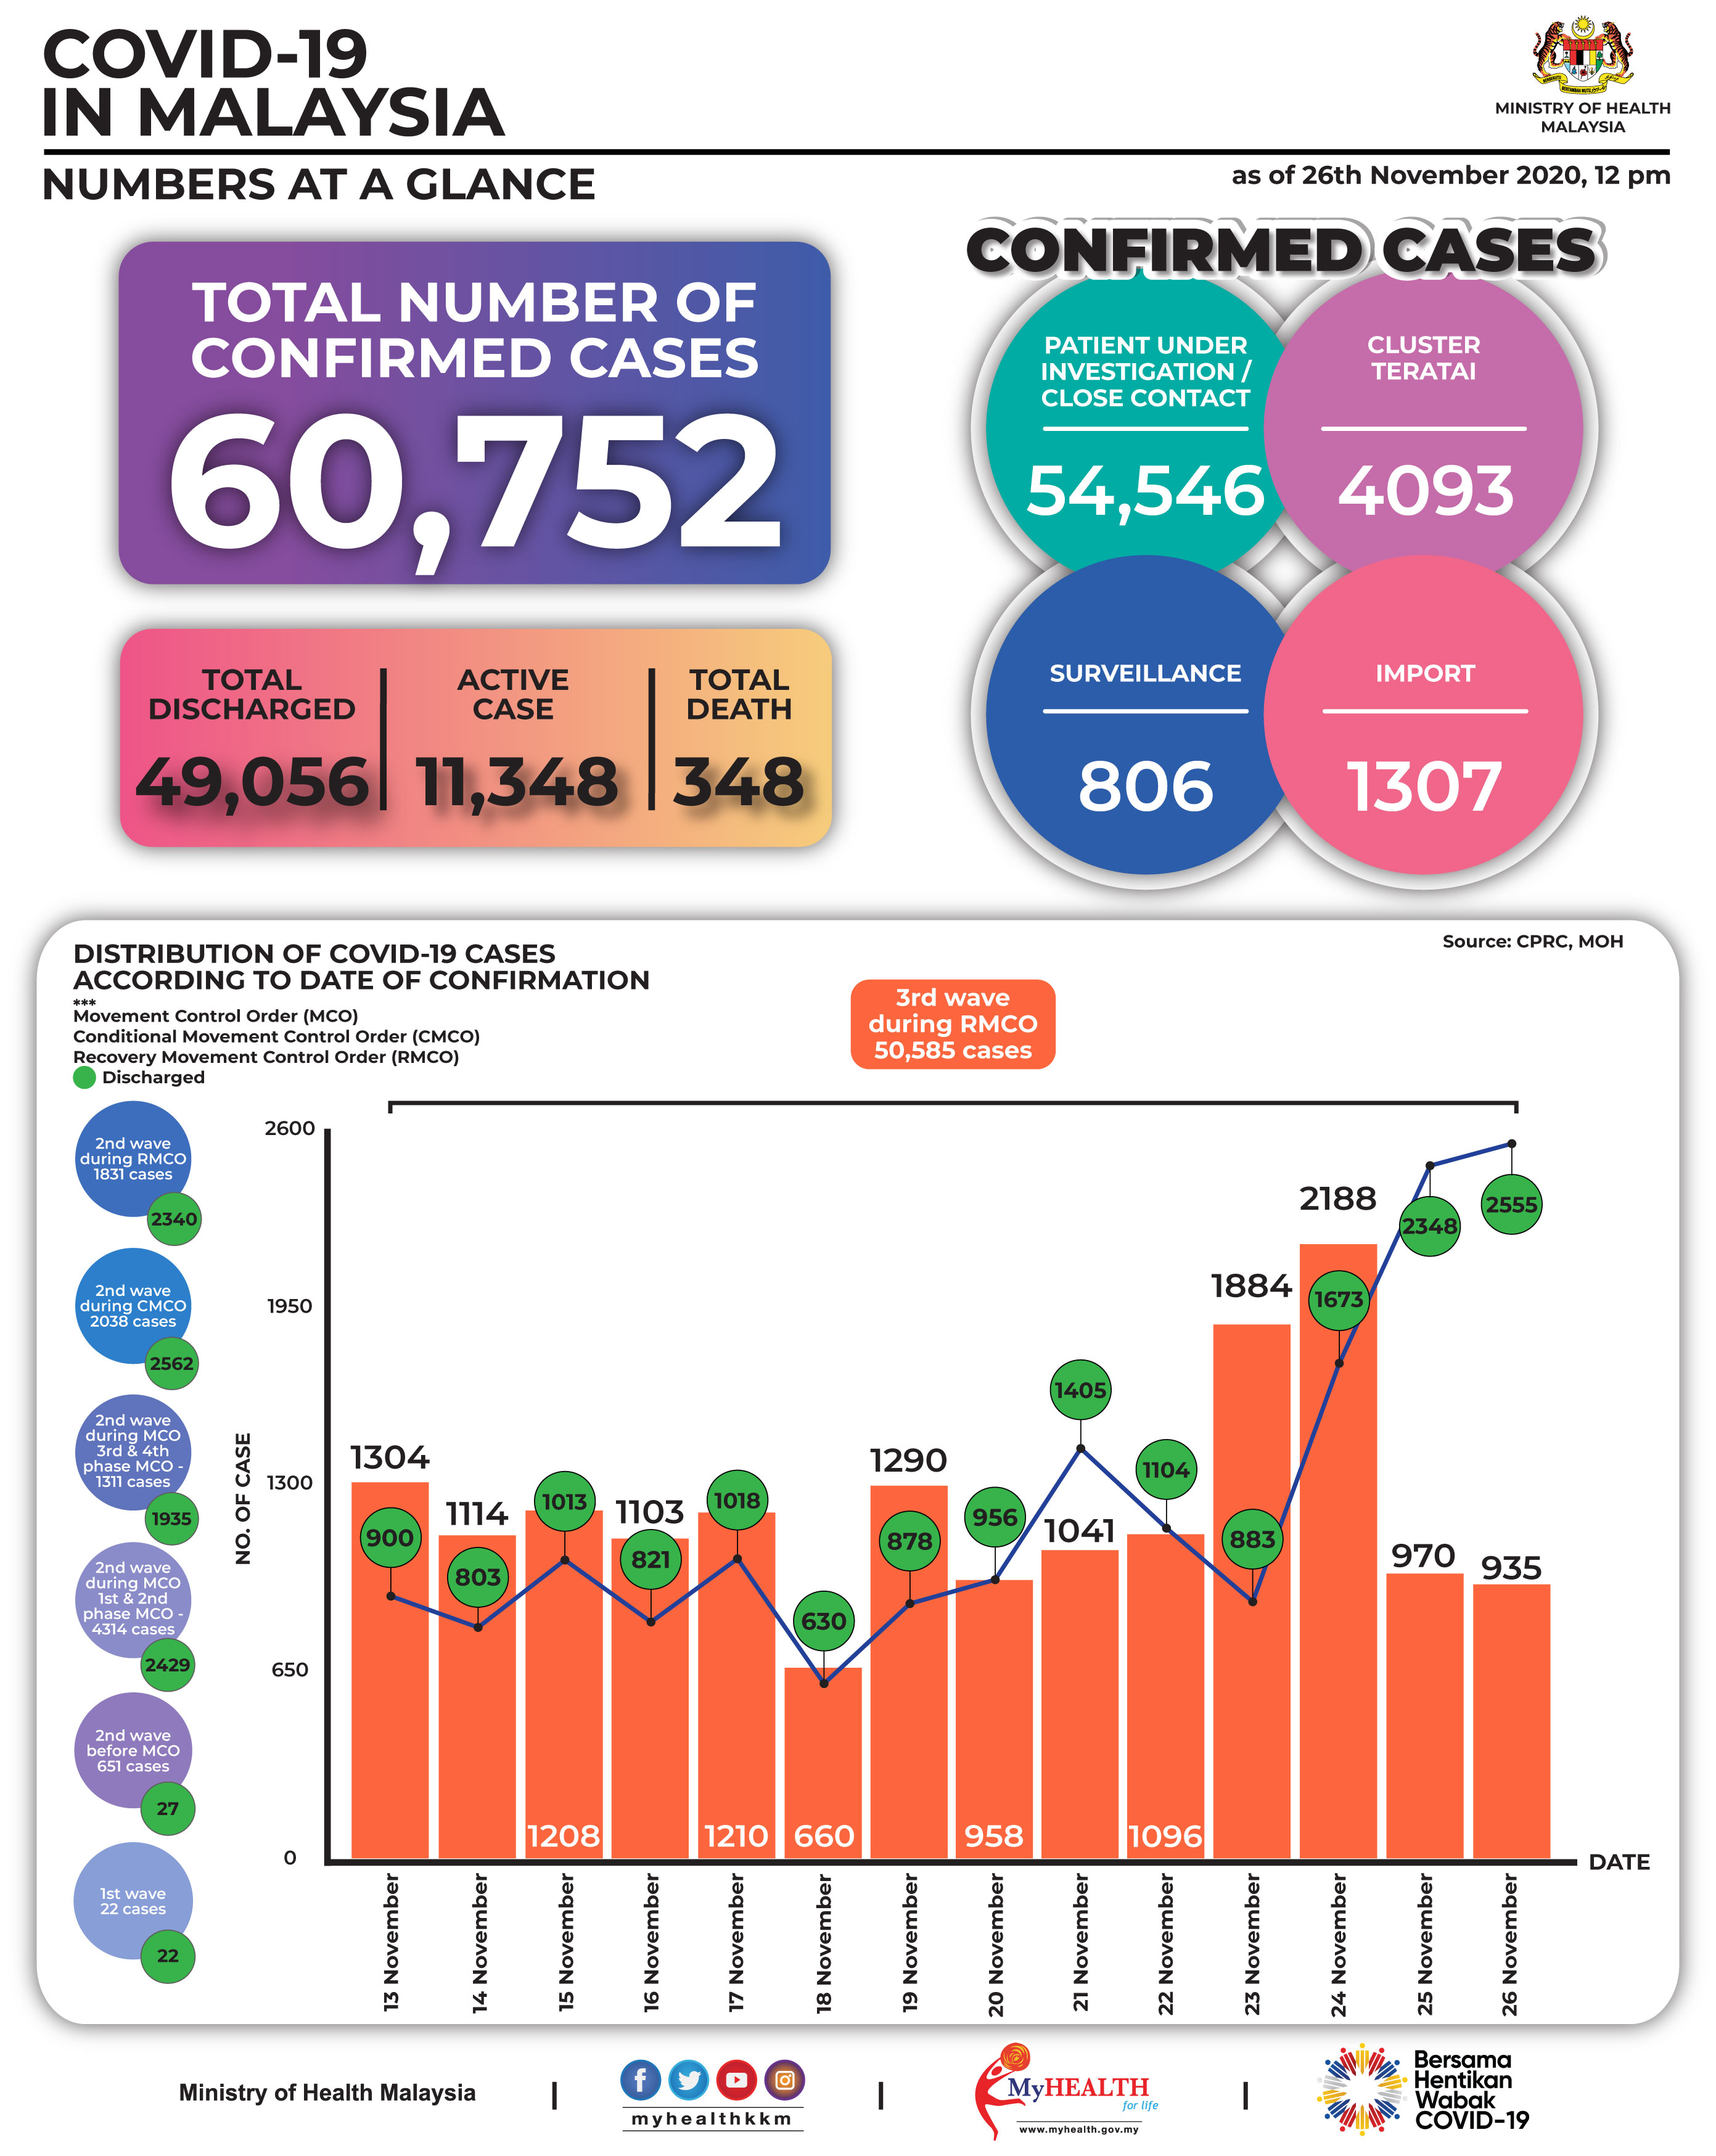 COVID-19
IN MALAYSIA
MINISTRY OF HEALTH
MALAYSIA
NUMBERS AT A GLANCE
as of 26th November 2020, 12 pm
TOTAL NUMBER OF
CONFIRMED CASES
60,752
TOTAL
DISCHARGED
49,056
ACTIVE
CASE
11,348
TOTAL
DEATH
348
CONFIRMED CASES
PATIENT UNDER
INVESTIGATION /
CLOSE CONTACT
54,546
CLUSTER
TERATAI
4093
SURVEILLANCE
806
IMPORT
1307
DISTRIBUTION OF COVID-19 CASES
ACCORDING TO DATE OF CONFIRMATION
***
Movement Control Order (MCO)
Conditional Movement Control Order (CMCO)
Recovery Movement Control Order (RMCO)
Discharged
Source: CPRC, MOH
3rd wave
during RMCO
50,585 cases
2nd wave
during RMCO
1831 cases
2340
2nd wave
during CMCO
2038 cases
2562
2nd wave
during MCO
3rd & 4th
phase MCO -
1311 cases
1935
2nd wave
during MCO
1st & 2nd
phase MCO -
4314 cases
2429
2nd wave
before MCO
651 cases
27
1st wave
22 cases
22
NO. OF CASE
2600
1950
1300
650
0
1304
900
1114
803
1013
1208
1103
821
1018
1210
630
660
1290
878
956
958
1405
1041
1104
1096
1884
883
2188
1673
2348
970
2555
935
DATE
13 November
14 November
15 November
16 November
17 November
18 November
19 November
20 November
21 November
22 November
23 November
24 November
25 November
26 November
Ministry of Health Malaysia
myhealthkkm
MyHEALTH
for life
www.myhealth.gov.my
Bersama
Hentikan
Wabak
COVID-19